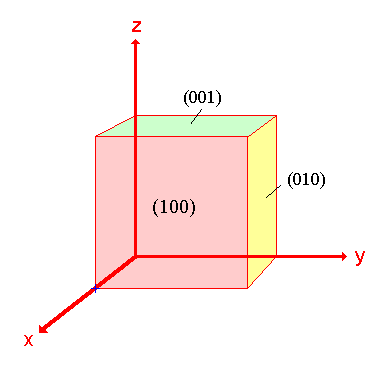 z
(001)
(010)
(100)
y
x